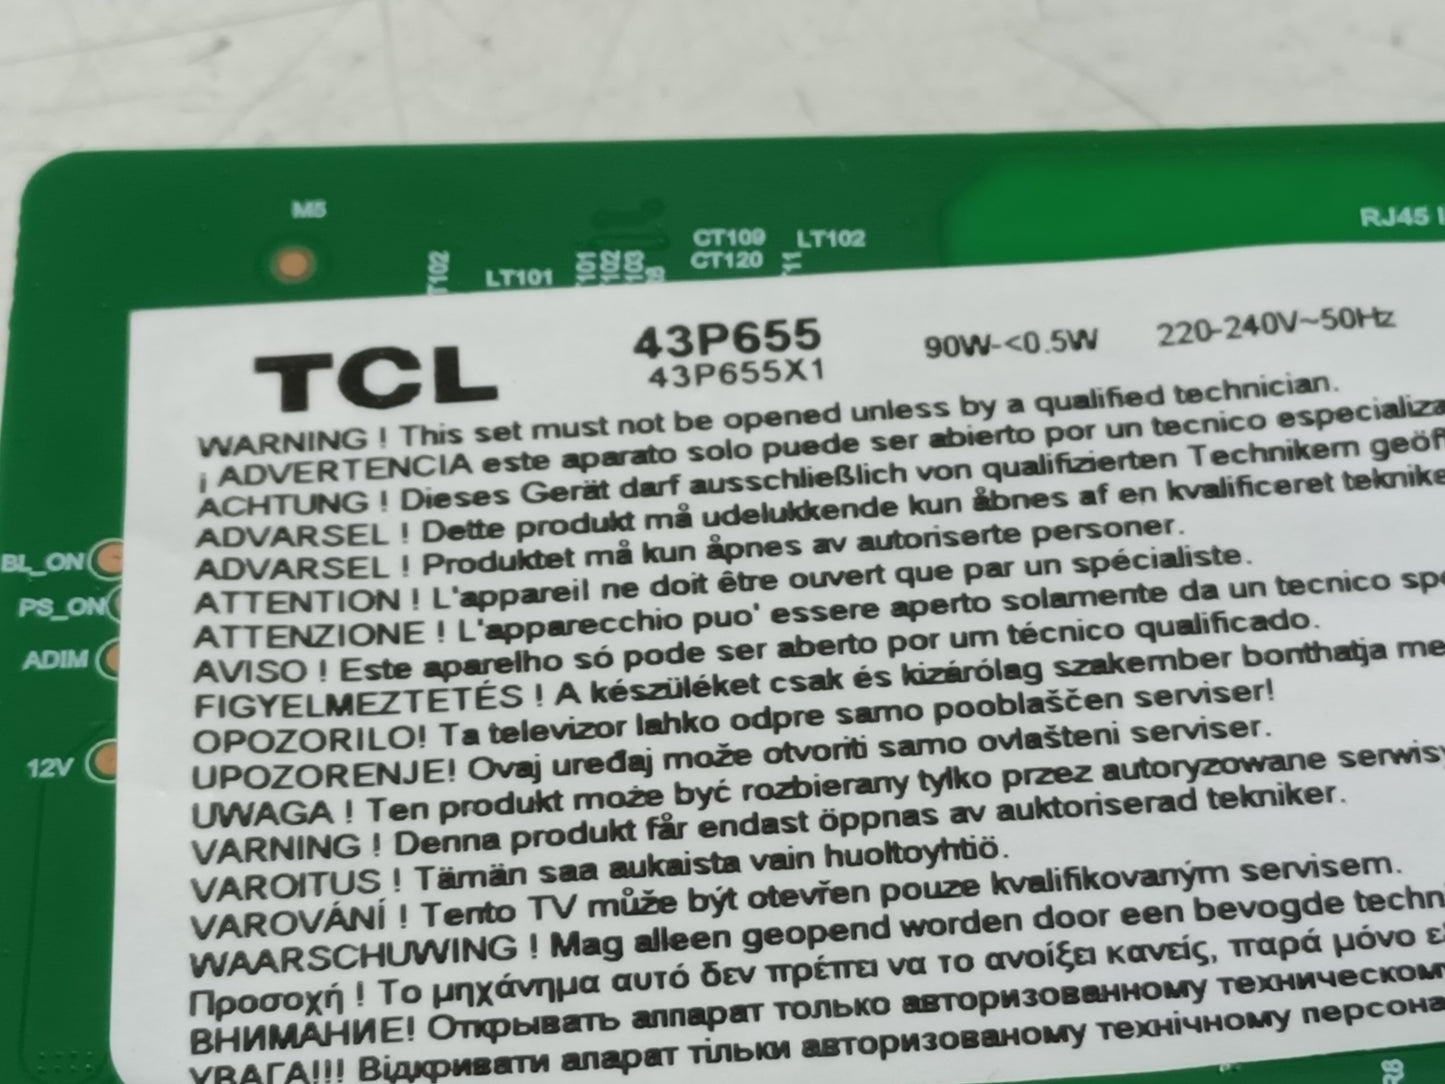 M5
RJ45
CT109 LT102
CT120
LT101
TCL 43P655 90W-<0.5W 220-240V~50Hz
43P655X1
WARNING ! This set must not be opened unless by a qualified technician.
¡ ADVERTENCIA este aparato solo puede ser abierto por un tecnico
ACHTUNG ! Dieses Gerät darf ausschließlich von qualifizierten Technikern
ADVARSEL ! Dette produkt må udelukkende kun åbnes af en kvalificeret
ADVARSEL ! Produktet må kun åpnes av autoriserte personer.
ATTENTION ! L'appareil ne doit être ouvert que par un spécialiste.
ATTENZIONE ! L'apparecchio puo' essere aperto solamente da un tecnico
AVISO ! Este aparelho só pode ser aberto por um técnico qualificado.
FIGYELMEZTETÉS ! A készüléket csak és kizárólag szakember bonthatja
OPOZORILO! Ta televizor lahko odpre samo pooblaščen serviser!
UPOZORENJE! Ovaj uređaj može otvoriti samo ovlašteni serviser.
UWAGA ! Ten produkt może być rozbierany tylko przez autoryzowane
VARNING ! Denna produkt får endast öppnas av auktoriserad tekniker.
VAROITUS ! Tämän saa aukaista vain huoltoyhtiö.
VAROVÁNÍ ! Tento TV může být otevřen pouze kvalifikovaným servisem.
WAARSCHUWING ! Mag alleen geopend worden door een bevogde
Προσοχή ! Το μηχάνημα αυτό δεν πρέπει να το ανοίξει κανείς, παρά μόνο
ВНИМАНИЕ! Открывать аппарат только авторизованному
УВАГА!!! Відкривати апарат тільки авторизованому технічному
BL_ON
PS_ON
ADIM
12V